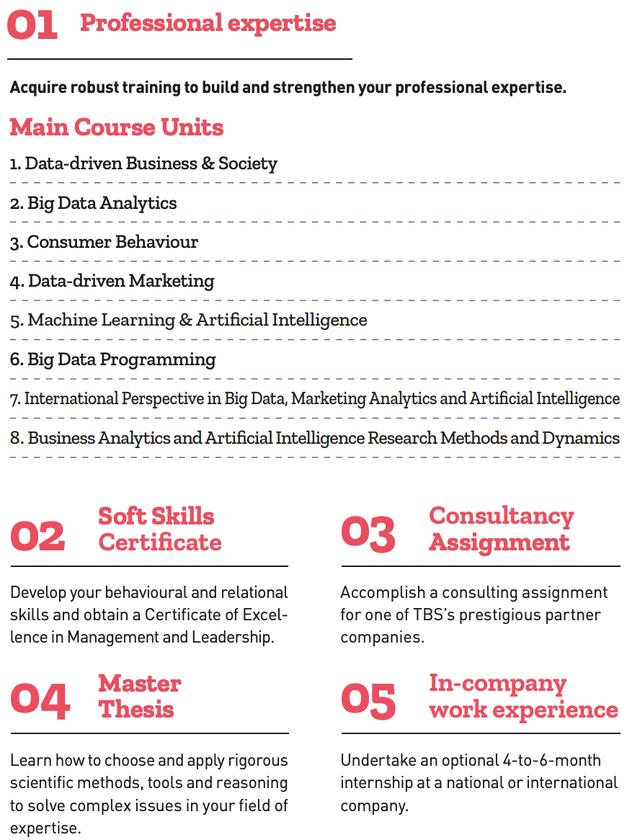 01 Professional expertise
Acquire robust training to build and strengthen your professional expertise.
Main Course Units
1. Data-driven Business & Society
2. Big Data Analytics
3. Consumer Behaviour
4. Data-driven Marketing
5. Machine Learning & Artificial Intelligence
6. Big Data Programming
7. International Perspective in Big Data, Marketing Analytics and Artificial Intelligence
8. Business Analytics and Artificial Intelligence Research Methods and Dynamics
02 Soft Skills
Certificate
Develop your behavioural and relational
skills and obtain a Certificate of Excel-
lence in Management and Leadership.
03 Consultancy
Assignment
Accomplish a consulting assignment
for one of TBS's prestigious partner
companies.
04 Master
Thesis
Learn how to choose and apply rigorous
scientific methods, tools and reasoning
to solve complex issues in your field of
expertise.
05 In-company
work experience
Undertake an optional 4-to-6-month
internship at a national or international
company.